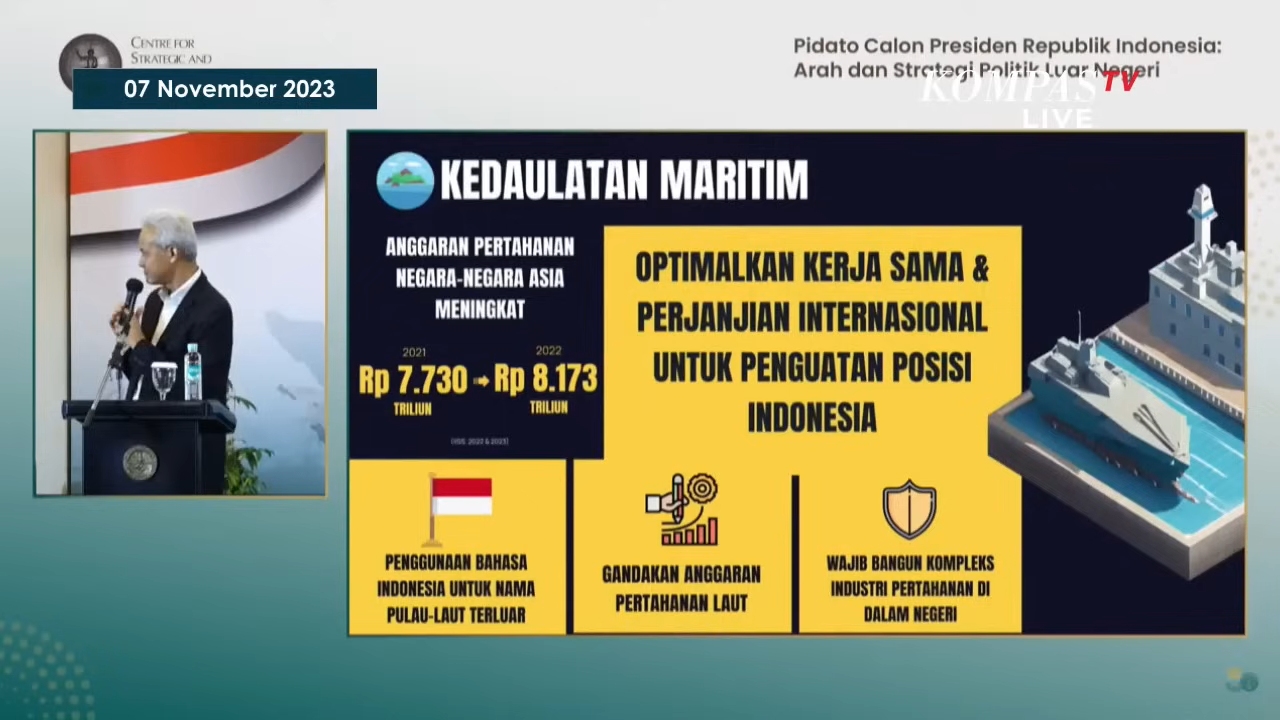 CENTRE FOR
STRATEGIC AND
07 November 2023
Pidato Calon Presiden Republik Indonesia:
Arah dan Strategi Politik Luar Negeri
KOMPAS TV
LIVE
KEDAULATAN MARITIM
ANGGARAN PERTAHANAN
NEGARA-NEGARA ASIA
MENINGKAT
2021
Rp 7.730
TRILIUN
2022
Rp 8.173
TRILIUN
OPTIMALKAN KERJA SAMA &
PERJANJIAN INTERNASIONAL
UNTUK PENGUATAN POSISI
INDONESIA
PENGGUNAAN BAHASA
INDONESIA UNTUK NAMA
PULAU-LAUT TERLUAR
GANDAKAN ANGGARAN
PERTAHANAN LAUT
WAJIB BANGUN KOMPLEKS
INDUSTRI PERTAHANAN DI
DALAM NEGERI